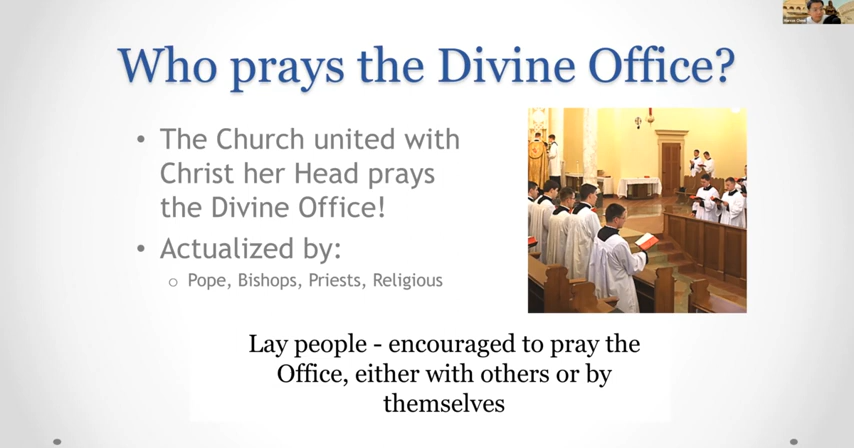 Who prays the Divine Office?
• The Church united with
Christ her Head prays
the Divine Office!
• Actualized by:
o Pope, Bishops, Priests, Religious
Lay people - encouraged to pray the
Office, either with others or by
themselves